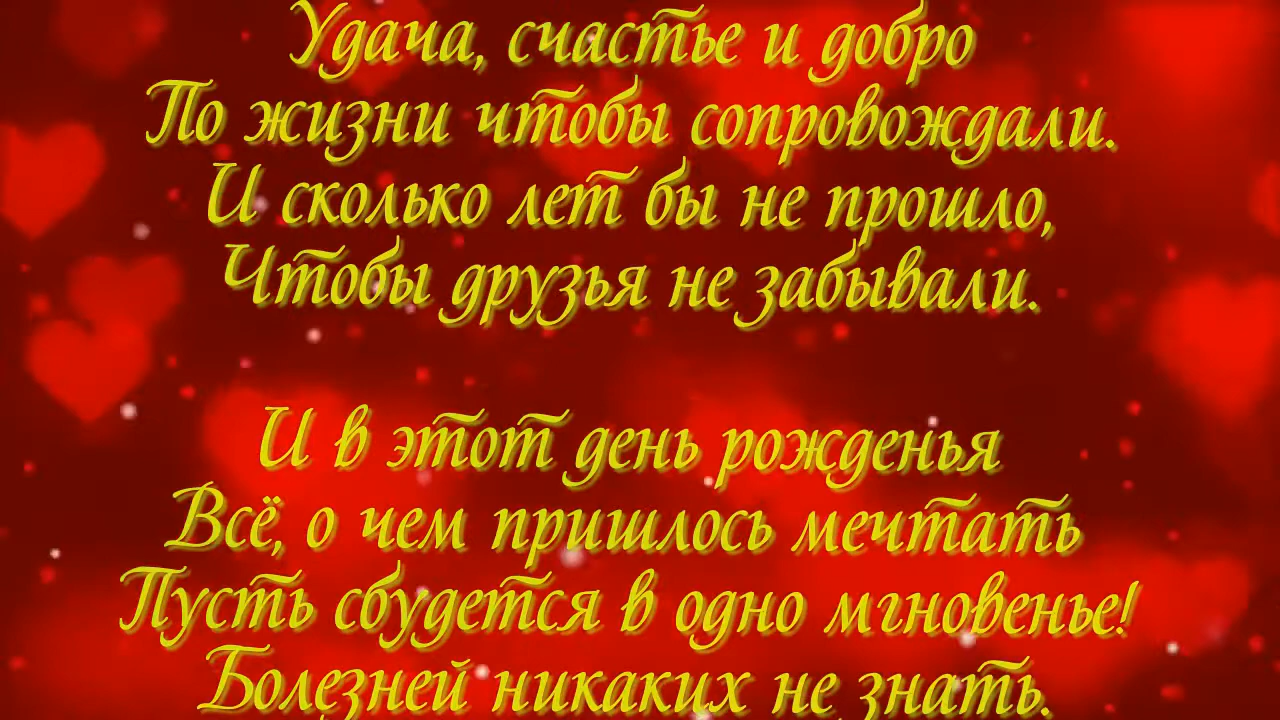 Удача, счастье и добро
По жизни чтобы сопровождали.
И сколько лет бы не прошло,
Чтобы друзья не забывали.
И в этот день рожденья
Всё, о чем пришлось мечтать
Пусть сбудется в одно мгновенье!
Болезней никаких не знать.